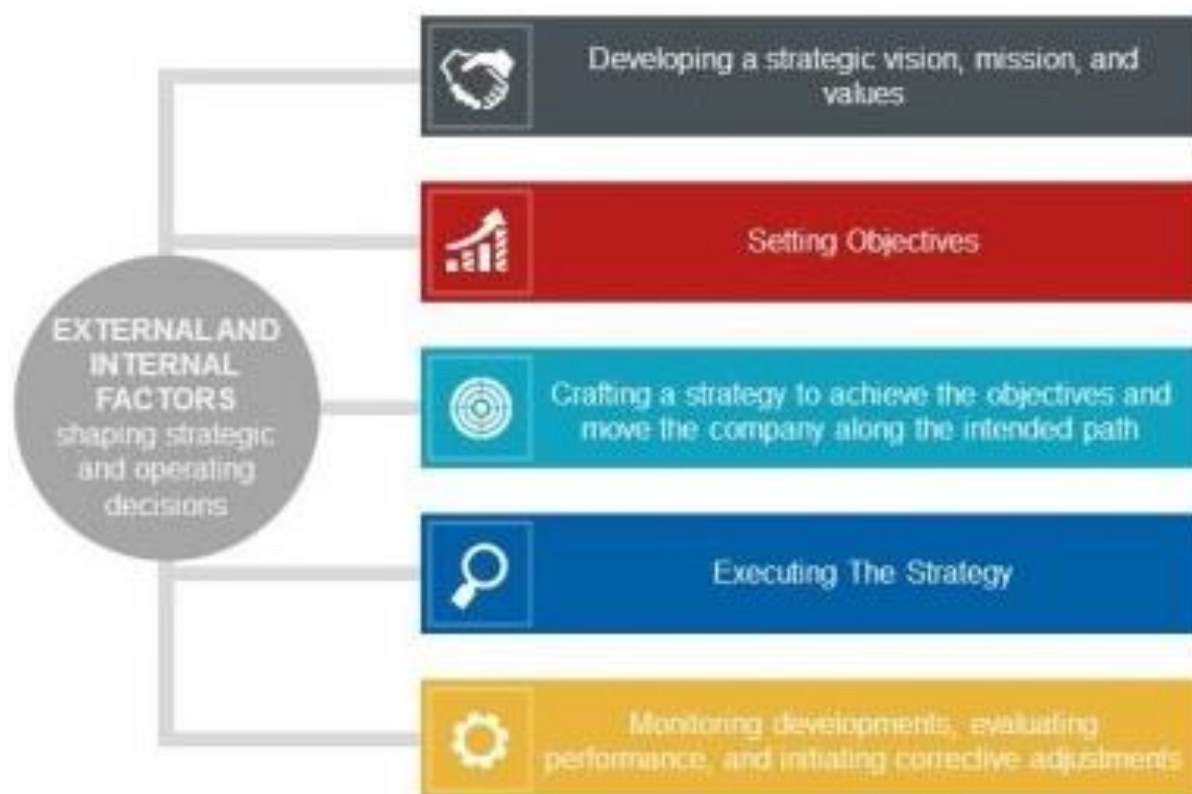 Developing a strategic vision, mission, and
values
Setting Objectives
EXTERNAL AND
INTERNAL
FACTORS
shaping strategic
and operating
decisions
Crafting a strategy to achieve the objectives and
move the company along the intended path
Executing The Strategy
Monitoring developments, evaluating
performance, and initiating corrective adjustments